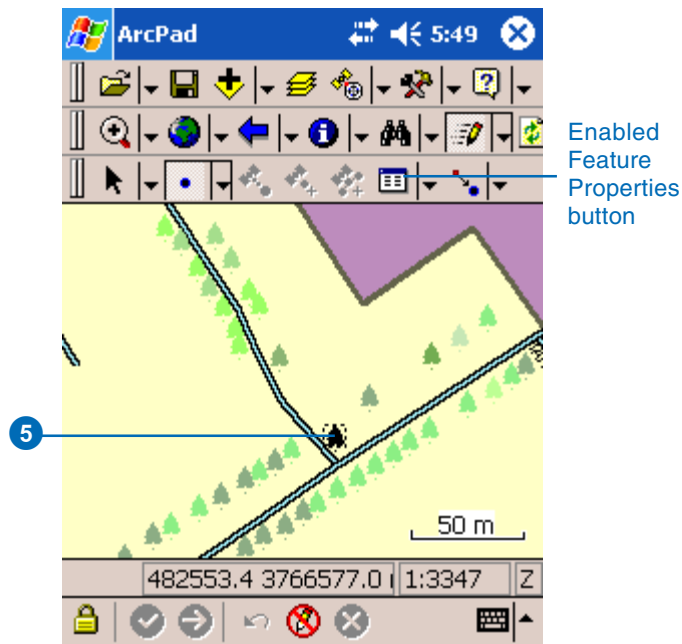 ArcPad 5:49
Enabled
Feature
Properties
button
5
50 m
482553.4 3766577.0 1:3347 Z